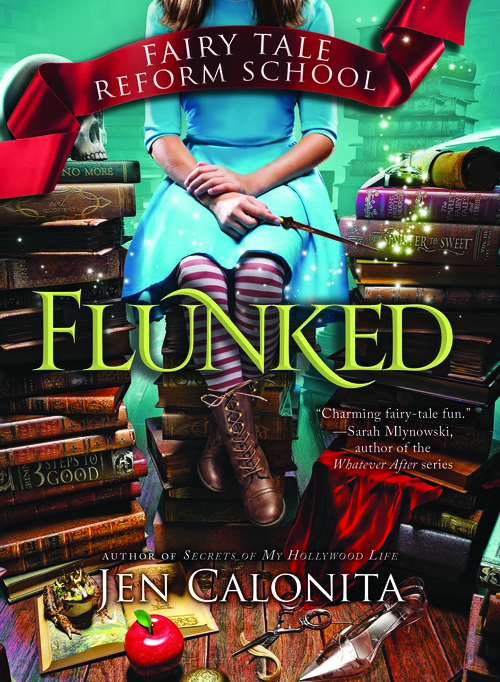 FAIRY TALE
REFORM SCHOOL
NO MORE
SINISTER TO SWEET
FLUNKED
“Charming fairy-tale fun.”
—Sarah Mlynowski,
author of the
Whatever After series
3 STEPS TO
GOOD
AUTHOR OF SECRETS OF MY HOLLYWOOD LIFE
JEN CALONITA